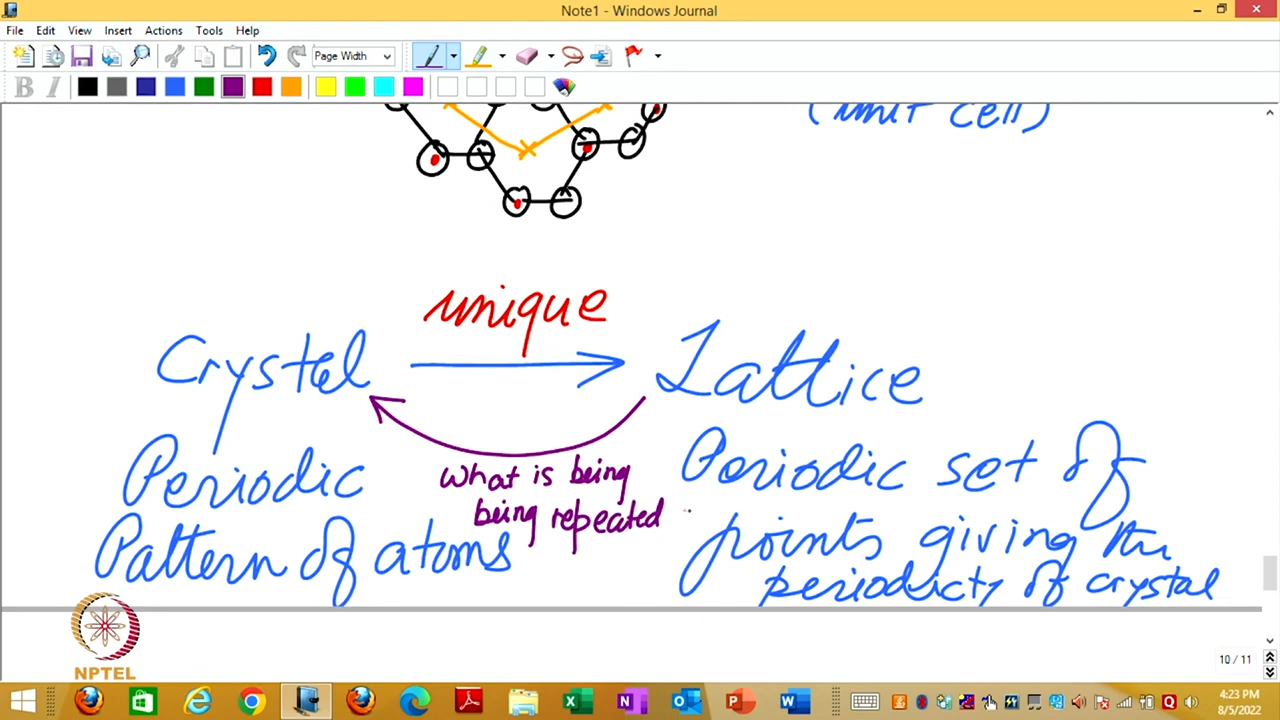 Note1 - Windows Journal
File Edit View Insert Actions Tools Help
Page Width
B I
(unit cell)
unique
Crystal
Lattice
Periodic
Pattern of atoms
What is being
being repeated
Periodic set of
points giving the
periodicty of crystal
NPTEL
10 / 11
4:23 PM
8/5/2022